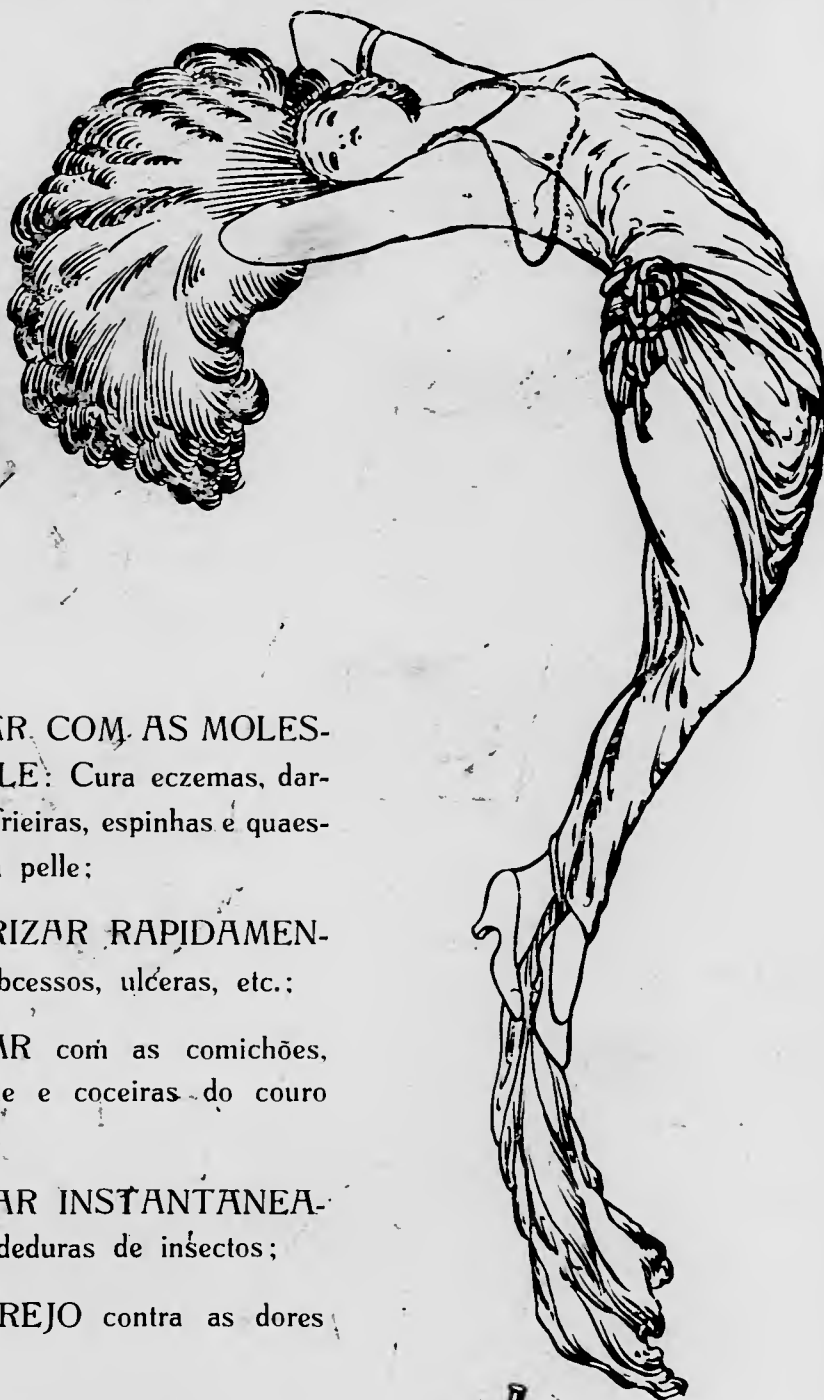 AR COM AS MOLES-
LE: Cura eczemas, dar-
rieiras, espinhas e quaes-
pelle;
RIZAR RAPIDAMEN-
bcessos, ulceras, etc.;
AR com as comichões,
e e coceiras do couro
AR INSTANTANEA-
deduras de insectos;
REJO contra as dores